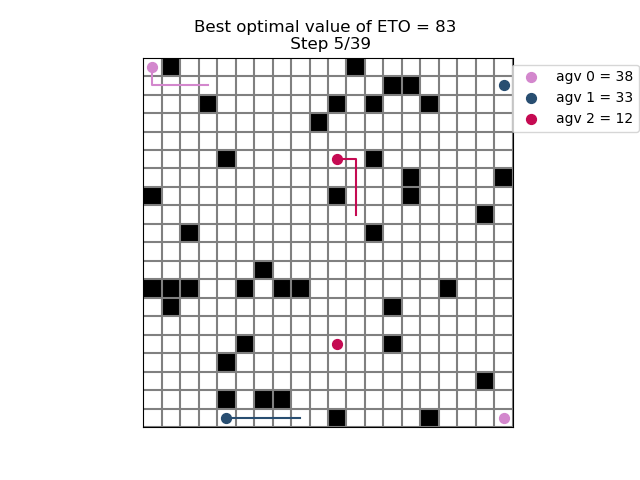 Best optimal value of ETO = 83
Step 5/39
agv 0 = 38
agv 1 = 33
agv 2 = 12